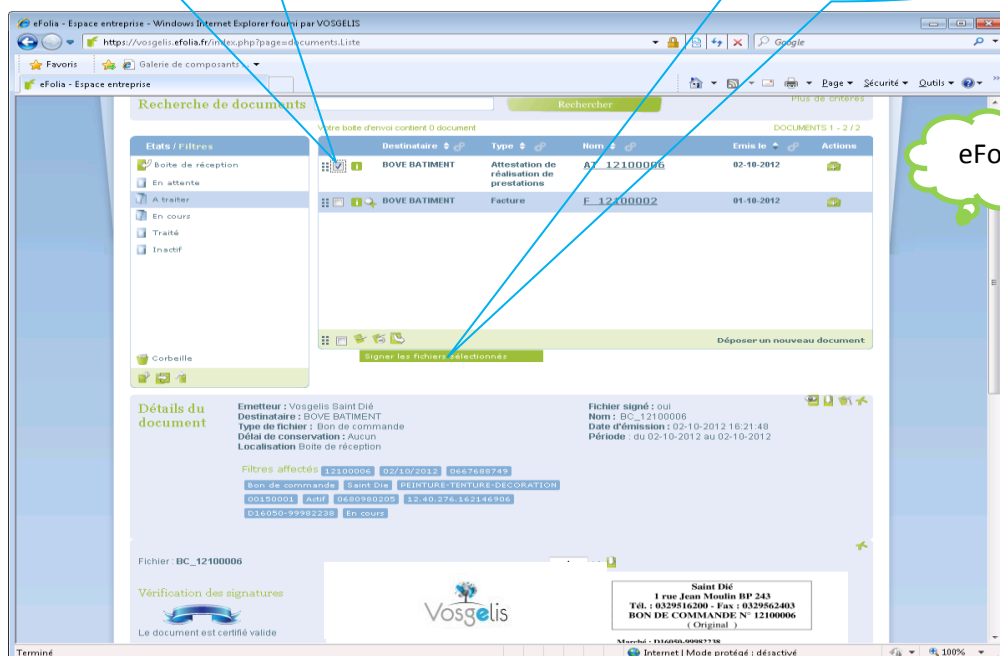 eFolia - Espace entreprise - Windows Internet Explorer fourni par VOSGELIS
https://vosgelis.efolia.fr/index.php?page=documents.Liste
Google
Favoris
Galerie de composants
eFolia - Espace entreprise
Page Sécurité Outils
Recherche de documents
Rechercher
Plus de critères
Votre boite d'envoi contient 0 document
DOCUMENTS 1 - 2 / 2
Etats / Filtres
Boite de réception
En attente
A traiter
En cours
Traité
Inactif
Corbeille
Destinataire Type Nom Emis le Actions
BOVE BATIMENT Attestation de réalisation de prestations AT_12100006 02-10-2012
BOVE BATIMENT Facture F_12100002 01-10-2012
Déposer un nouveau document
Signer les fichiers sélectionnés
eFo
Détails du
document
Emetteur : Vosgelis Saint Dié
Destinataire : BOVE BATIMENT
Type de fichier : Bon de commande
Délai de conservation : Aucun
Localisation Boite de réception
Fichier signé : oui
Nom : BC_12100006
Date d'émission : 02-10-2012 16:21:48
Période : du 02-10-2012 au 02-10-2012
Filtres affectés 12100006 02/10/2012 0667688749
Bon de commande Saint Die PEINTURE-TENTURE-DECORATION
00150001 Actif 0680980205 12.40.276.162146906
D16050-99982238 En cours
Fichier : BC_12100006
Vérification des signatures
Le document est certifié valide
Vosgelis
Saint Dié
1 rue Jean Moulin BP 243
Tél. : 0329516200 - Fax : 0329562403
BON DE COMMANDE N° 12100006
( Original )
Marché : D16050-99982238
Terminé
Internet | Mode protégé : désactivé
100%